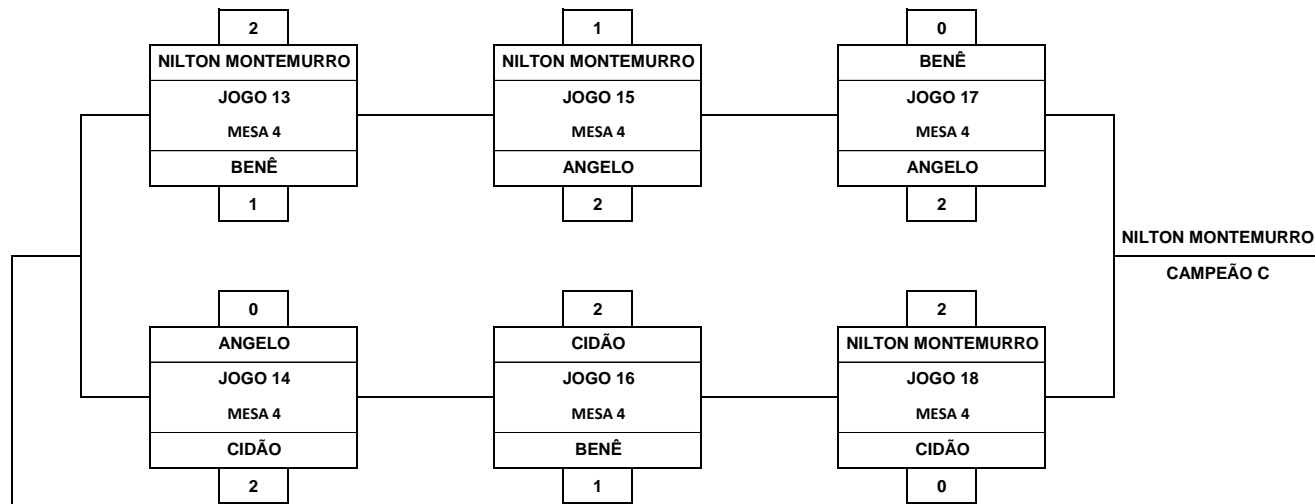 2
NILTON MONTEMURRO
JOGO 13
MESA 4
BENÊ
1
1
NILTON MONTEMURRO
JOGO 15
MESA 4
ANGELO
2
0
BENÊ
JOGO 17
MESA 4
ANGELO
2
0
ANGELO
JOGO 14
MESA 4
CIDÃO
2
2
CIDÃO
JOGO 16
MESA 4
BENÊ
1
2
NILTON MONTEMURRO
JOGO 18
MESA 4
CIDÃO
0
NILTON MONTEMURRO
CAMPEÃO C